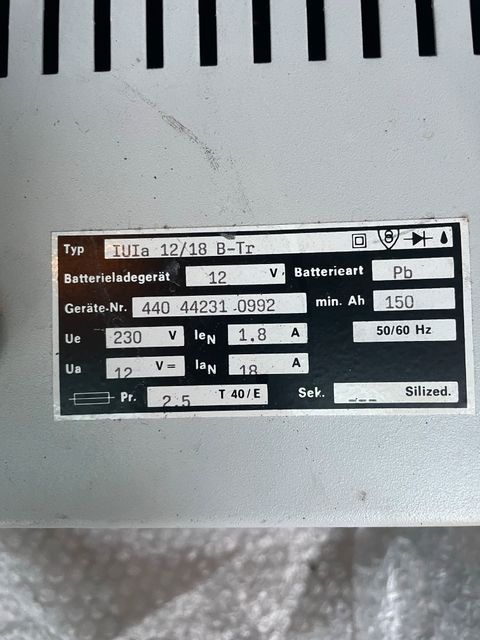 Typ IUIa 12/18 B-Tr
Batterieladegerät 12 V Batterieart Pb
Geräte-Nr. 440 44231 0992 min. Ah 150
Ue 230 V IeN 1,8 A 50/60 Hz
Ua 12 V= IaN 18 A
Pr. 2.5 T 40/E Sek. --- Silized.